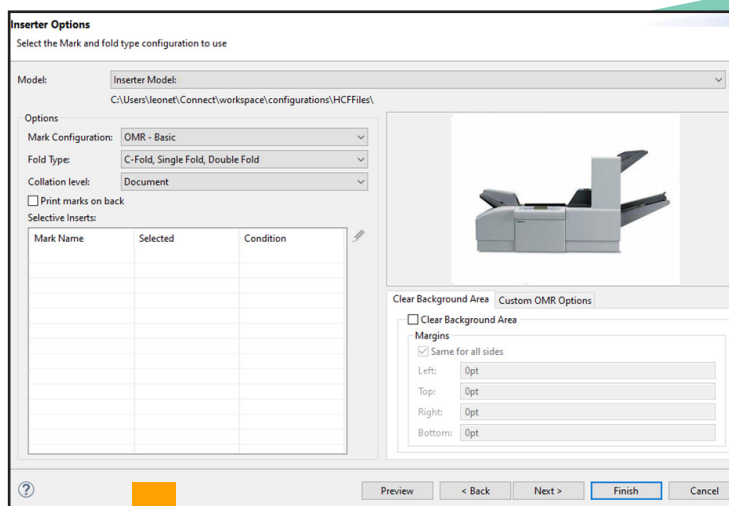 Inserter Options
Select the Mark and fold type configuration to use
Model: Inserter Model:
C:\Users\leonet\Connect\workspace\configurations\HCFFiles\
Options
Mark Configuration: OMR - Basic
Fold Type: C-Fold, Single Fold, Double Fold
Collation level: Document
Print marks on back
Selective Inserts:
Mark Name Selected Condition
Clear Background Area Custom OMR Options
Clear Background Area
Margins
Same for all sides
Left: 0pt
Top: 0pt
Right: 0pt
Bottom: 0pt
? Preview < Back Next > Finish Cancel